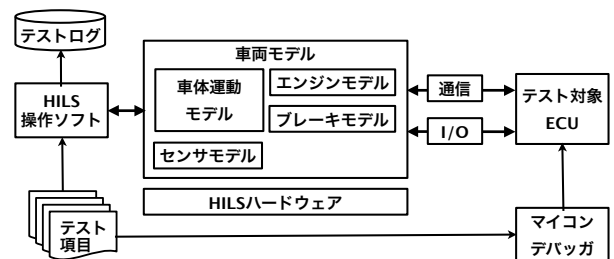 テストログ
HILS
操作ソフト
車両モデル
車体運動
モデル
エンジンモデル
ブレーキモデル
センサモデル
HILSハードウェア
通信
I/O
テスト対象
ECU
テスト
項目
マイコン
デバッガ